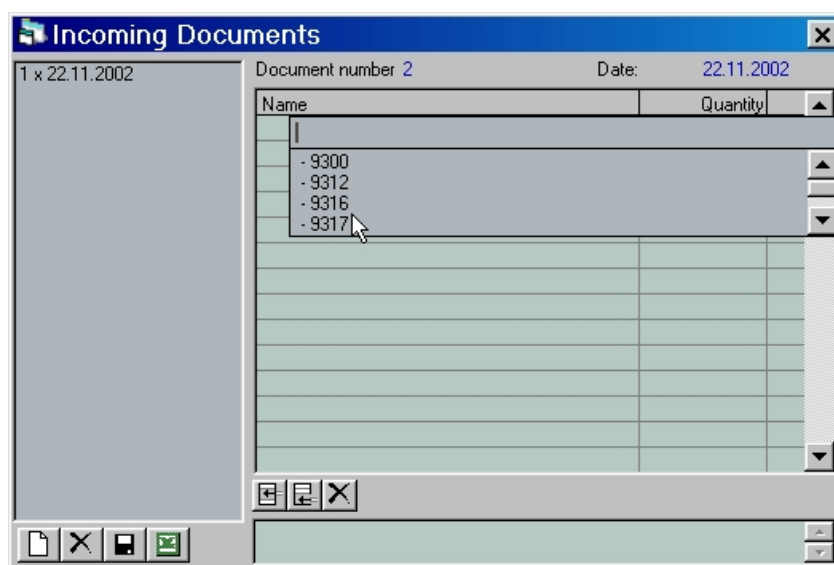 Incoming Documents
1 x 22.11.2002
Document number 2 Date: 22.11.2002
Name Quantity
- 9300
- 9312
- 9316
- 9317